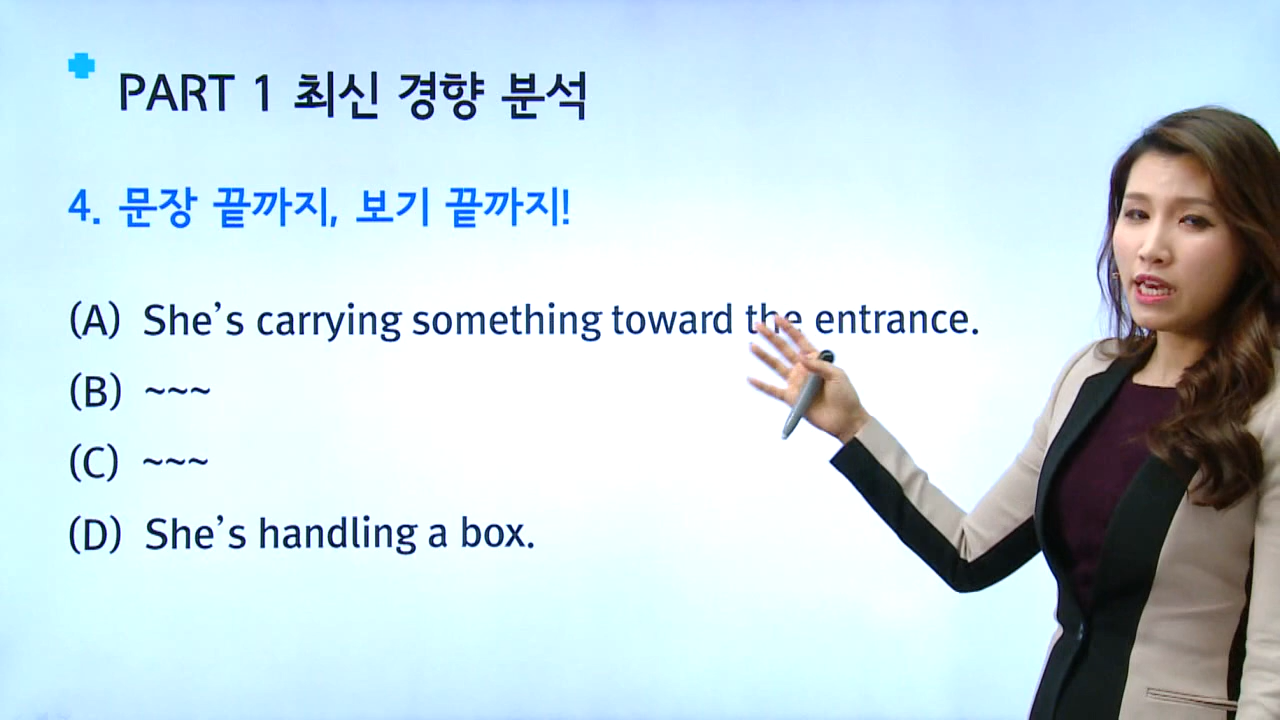 PART 1 최신 경향 분석
4. 문장 끝까지, 보기 끝까지!
(A) She's carrying something toward the entrance.
(B) ~~~
(C) ~~~
(D) She's handling a box.